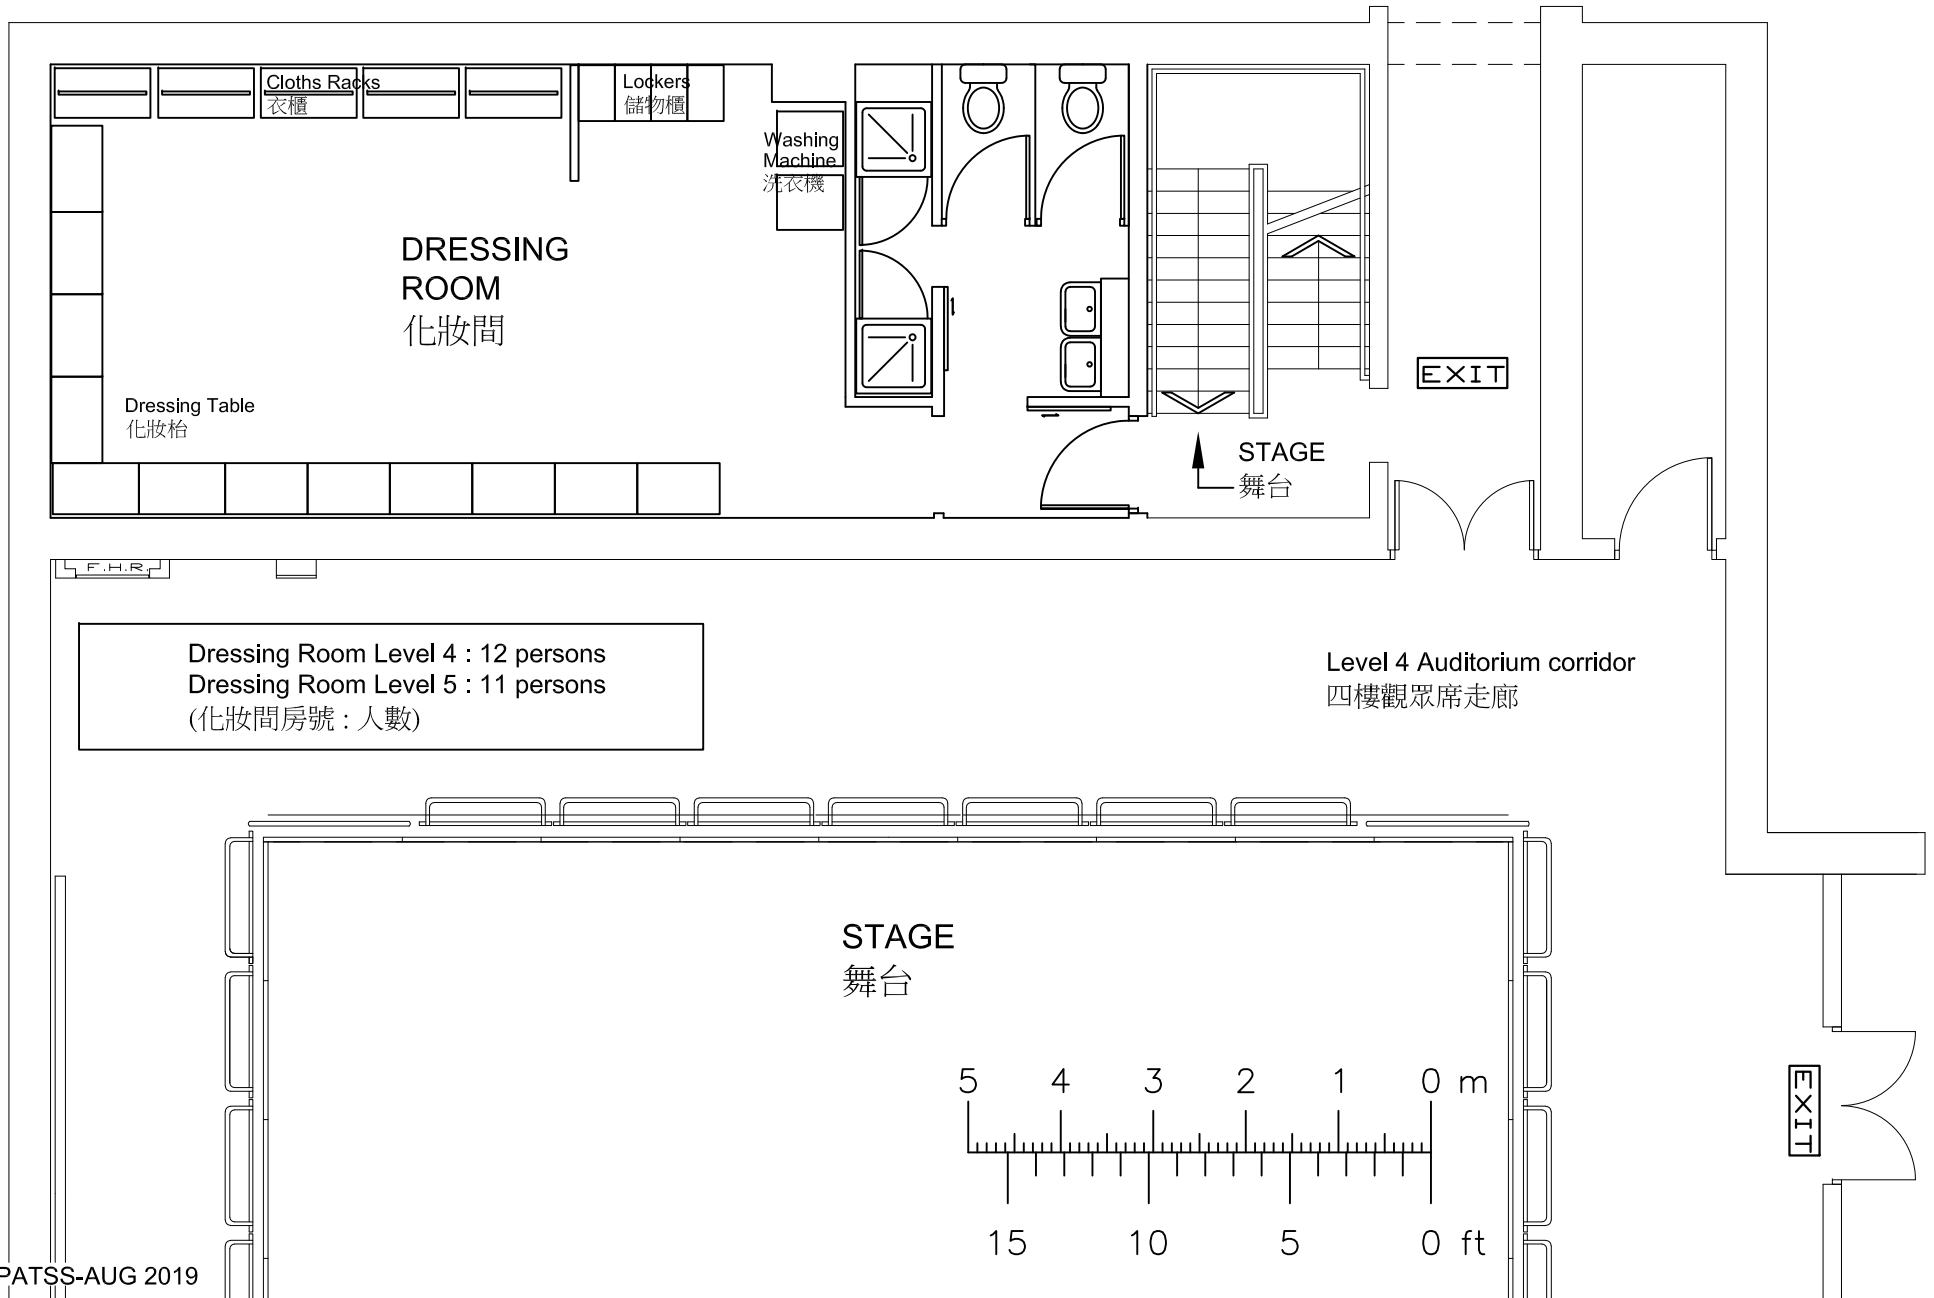 Cloths Racks
衣櫃
Lockers
儲物櫃
Washing
Machine
洗衣機
DRESSING
ROOM
化妝間
Dressing Table
化妝枱
EXIT
STAGE
舞台
F.H.R.
Dressing Room Level 4 : 12 persons
Dressing Room Level 5 : 11 persons
(化妝間房號 : 人數)
Level 4 Auditorium corridor
四樓觀眾席走廊
STAGE
舞台
5 4 3 2 1 0 m
15 10 5 0 ft
EXIT
PATSS-AUG 2019